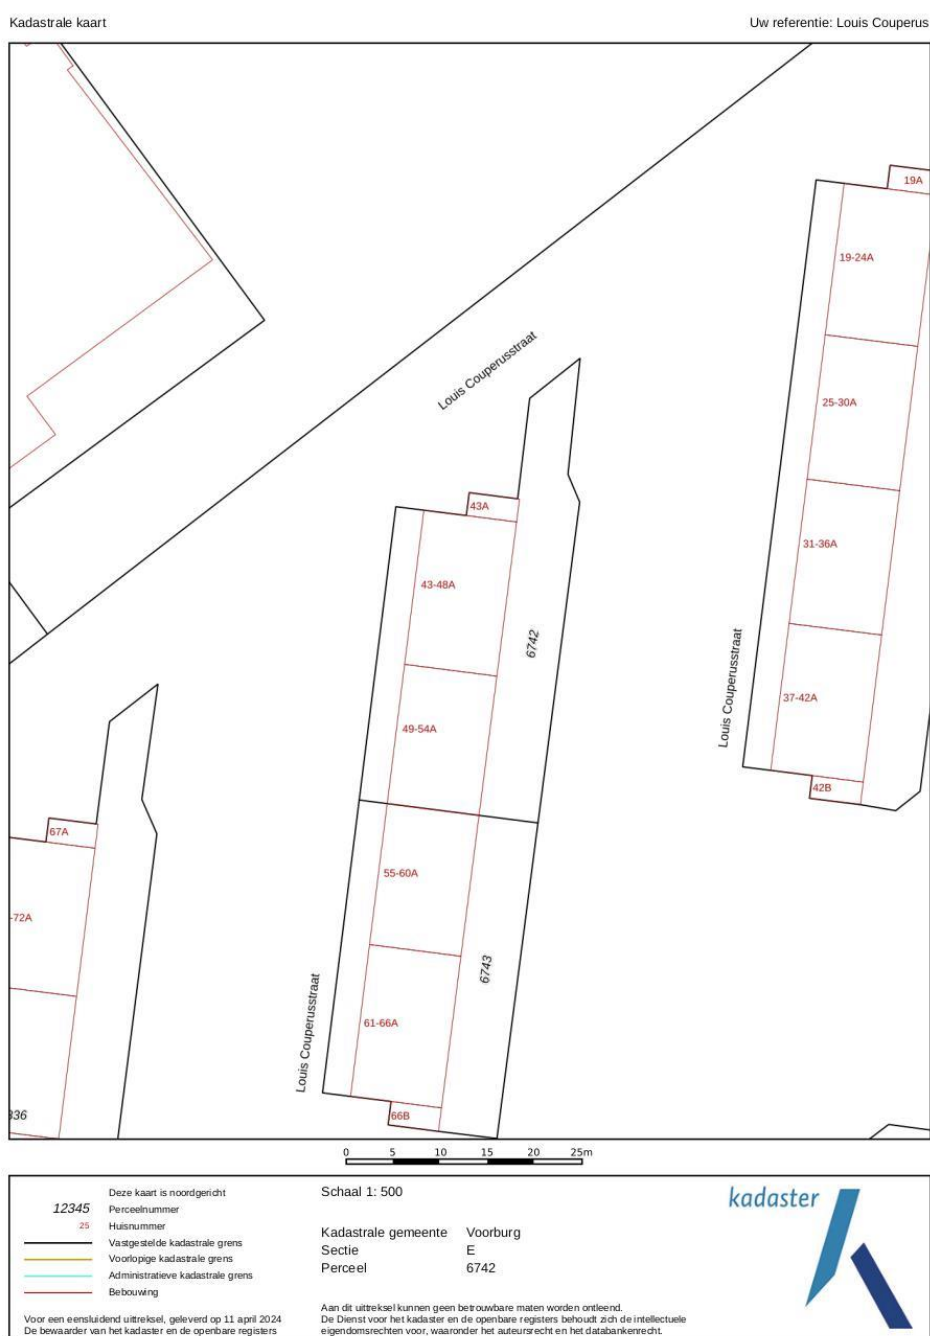 Kadastrale kaart
Uw referentie: Louis Couperus
19A
19-24A
Louis Couperusstraat
25-30A
43A
31-36A
43-48A
6742
Louis Couperusstraat
37-42A
49-54A
42B
67A
55-60A
-72A
6743
Louis Couperusstraat
61-66A
66B
336
0 5 10 15 20 25m
Deze kaart is noordgericht
12345 Perceelnummer
25 Huisnummer
Vastgestelde kadastrale grens
Voorlopige kadastrale grens
Administratieve kadastrale grens
Bebouwing
Voor een eensluidend uittreksel, geleverd op 11 april 2024
De bewaarder van het kadaster en de openbare registers
Schaal 1: 500
Kadastrale gemeente Voorburg
Sectie E
Perceel 6742
Aan dit uittreksel kunnen geen betrouwbare maten worden ontleend.
De Dienst voor het kadaster en de openbare registers behoudt zich de intellectuele
eigendomsrechten voor, waaronder het auteursrecht en het databankenrecht.
kadaster